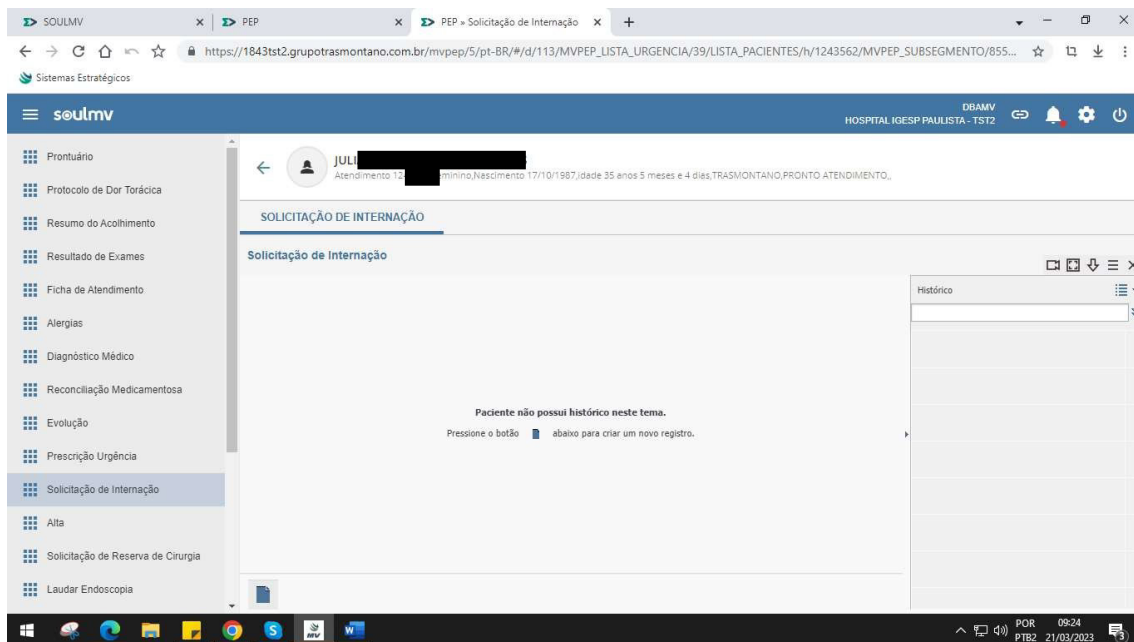 SOULMV
PEP
PEP » Solicitação de Internação
https://1843tst2.grupotrasmontano.com.br/mvpep/5/pt-BR/#/d/113/MVPEP_LISTA_URGENCIA/39/LISTA_PACIENTES/h/1243562/MVPEP_SUBSEGMENTO/855...
Sistemas Estratégicos
soulmv
DBAMV
HOSPITAL IGESP PAULISTA - TST2
Prontuário
Protocolo de Dor Torácica
Resumo do Acolhimento
Resultado de Exames
Ficha de Atendimento
Alergias
Diagnóstico Médico
Reconciliação Medicamentosa
Evolução
Prescrição Urgência
Solicitação de Internação
Alta
Solicitação de Reserva de Cirurgia
Laudar Endoscopia
JULI
Atendimento 12 eminino,Nascimento 17/10/1987,Idade 35 anos 5 meses e 4 dias,TRASMONTANO,PRONTO ATENDIMENTO,,
SOLICITAÇÃO DE INTERNAÇÃO
Solicitação de Internação
Histórico
Paciente não possui histórico neste tema.
Pressione o botão abaixo para criar um novo registro.
MV
POR
PTB2
09:24
21/03/2023
3